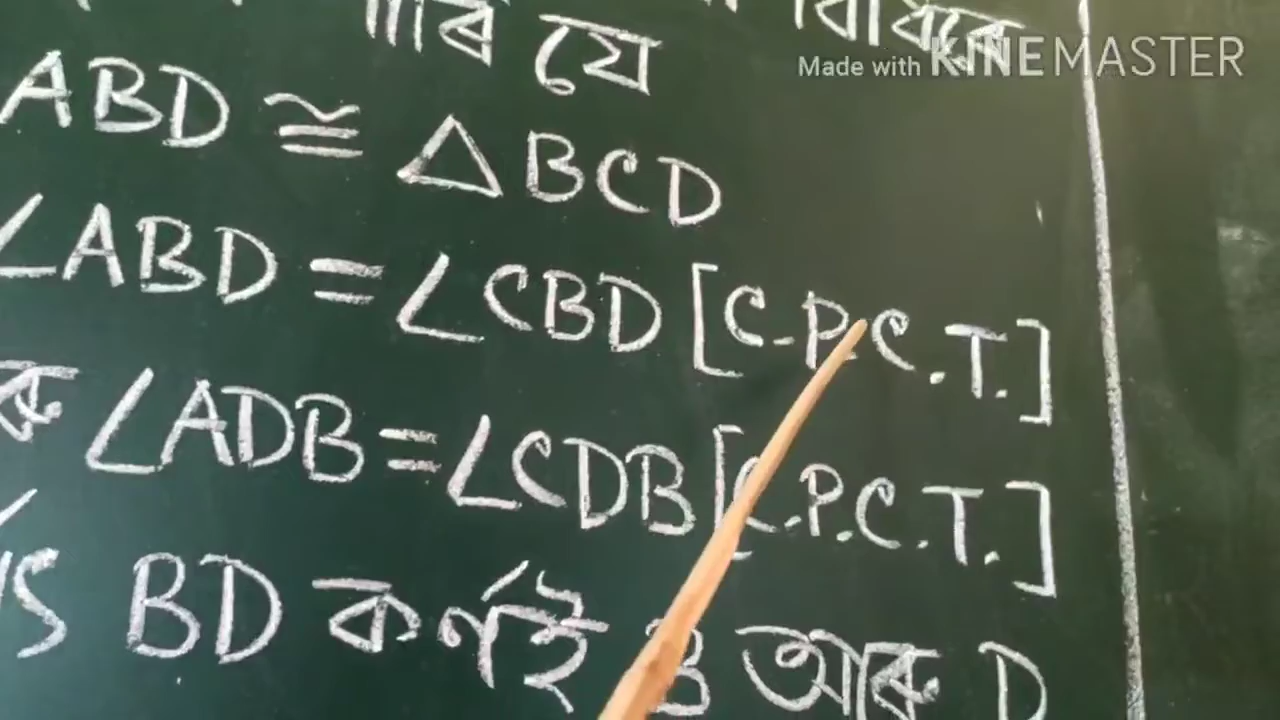 পাৰি যে
Made with KINEMASTER
ABD ≅ △BCD
∠ABD = ∠CBD [C.P.C.T.]
∠ADB = ∠CDB [C.P.C.T.]
BD কৰ্ণই B আৰু D